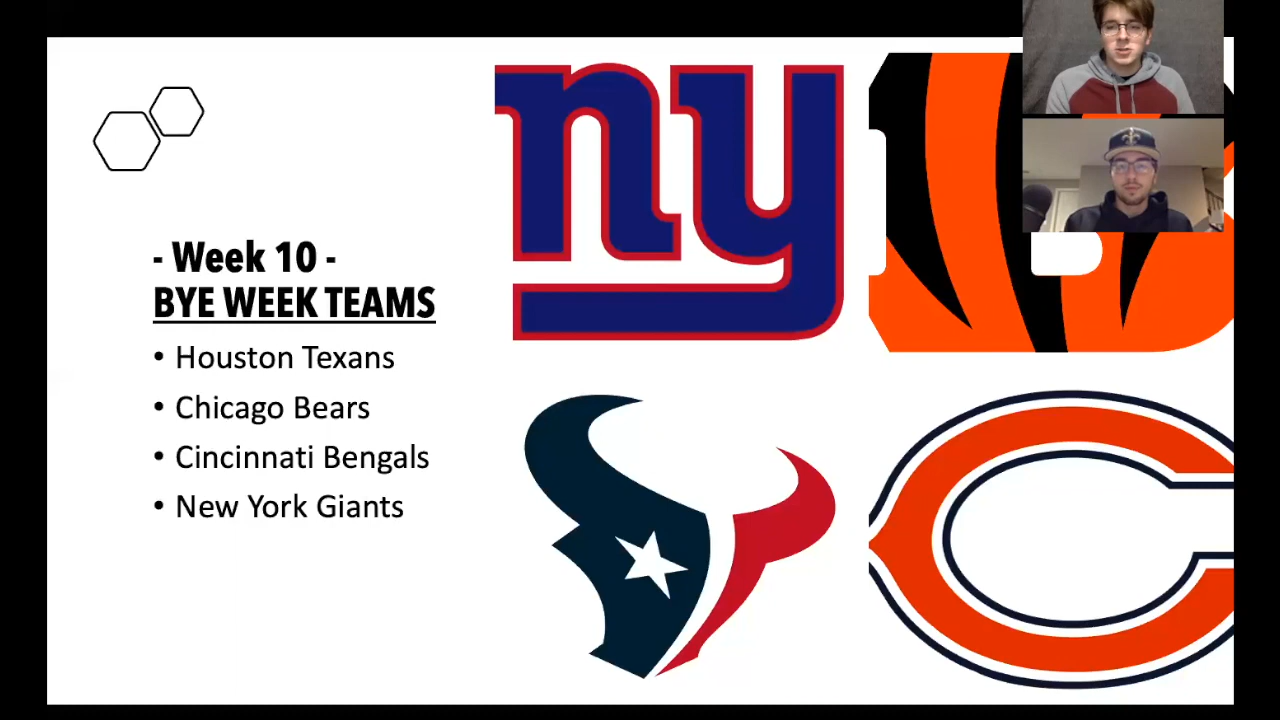 - Week 10 -
BYE WEEK TEAMS
• Houston Texans
• Chicago Bears
• Cincinnati Bengals
• New York Giants
ny